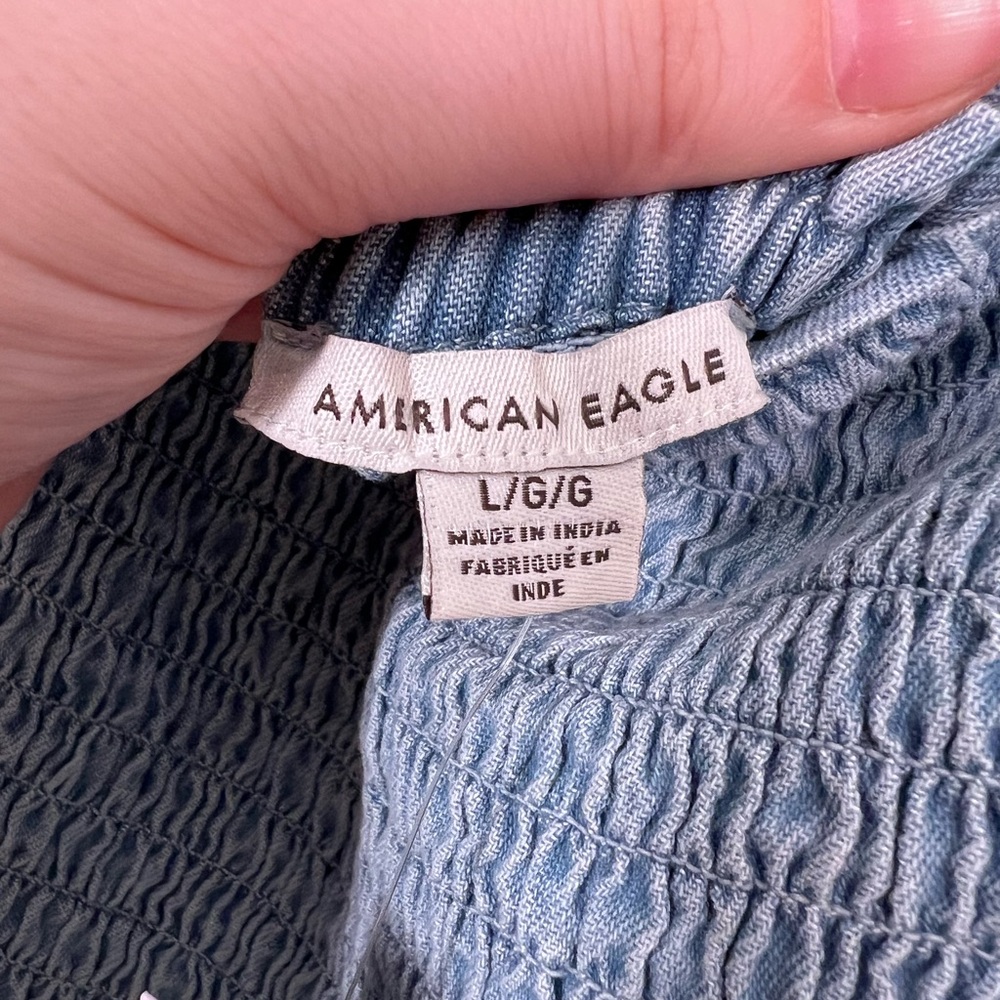 AMERICAN EAGLE
L/G/G
MADE IN INDIA
FABRIQUÉ EN
INDE